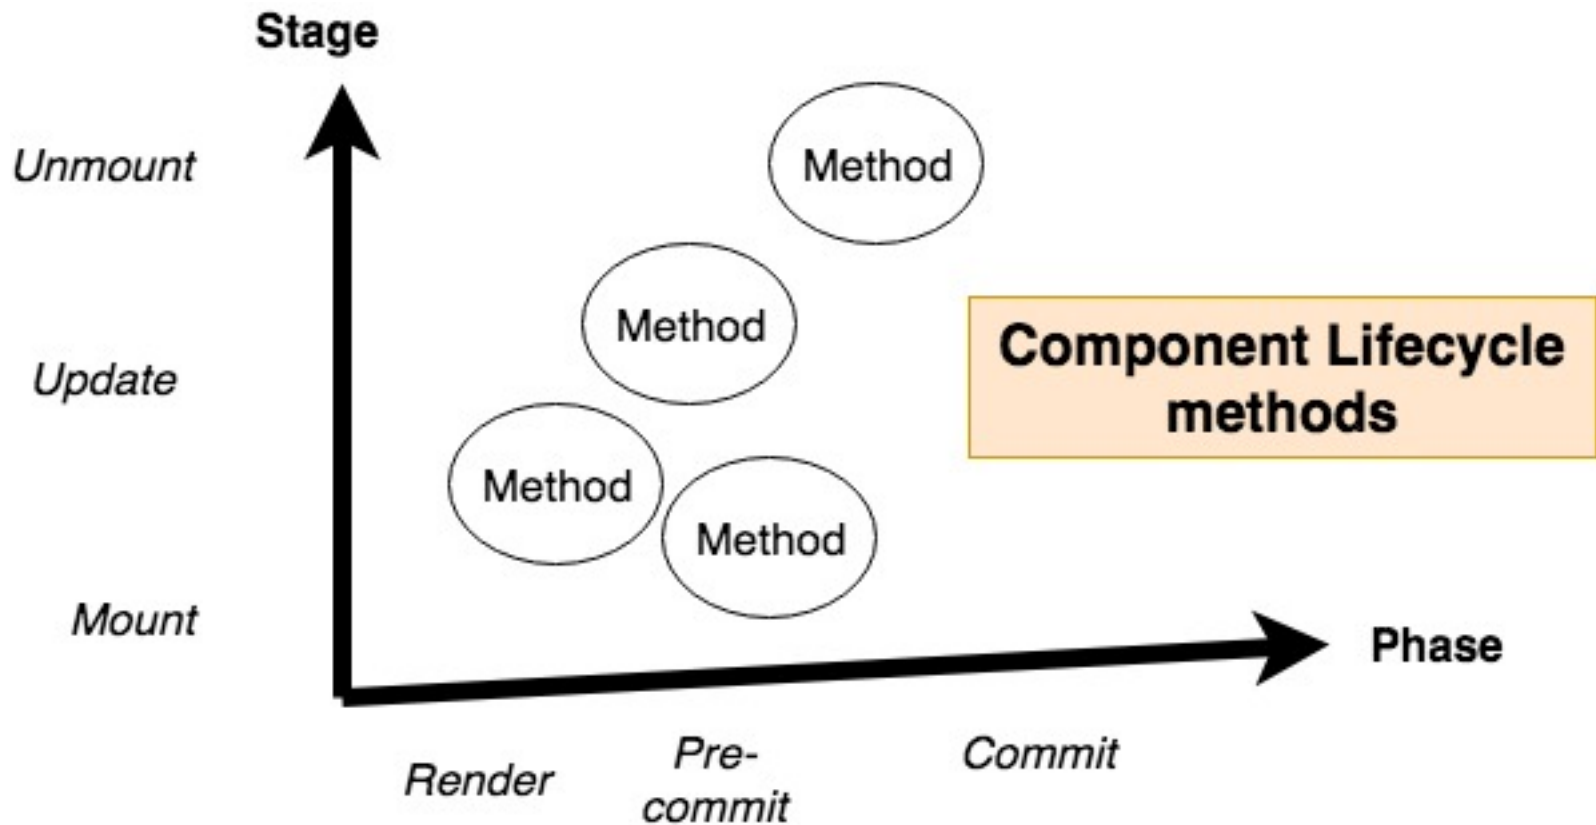 Stage
Unmount
Method
Method
Update
Component Lifecycle
methods
Method
Method
Mount
Phase
Render
Pre-
commit
Commit